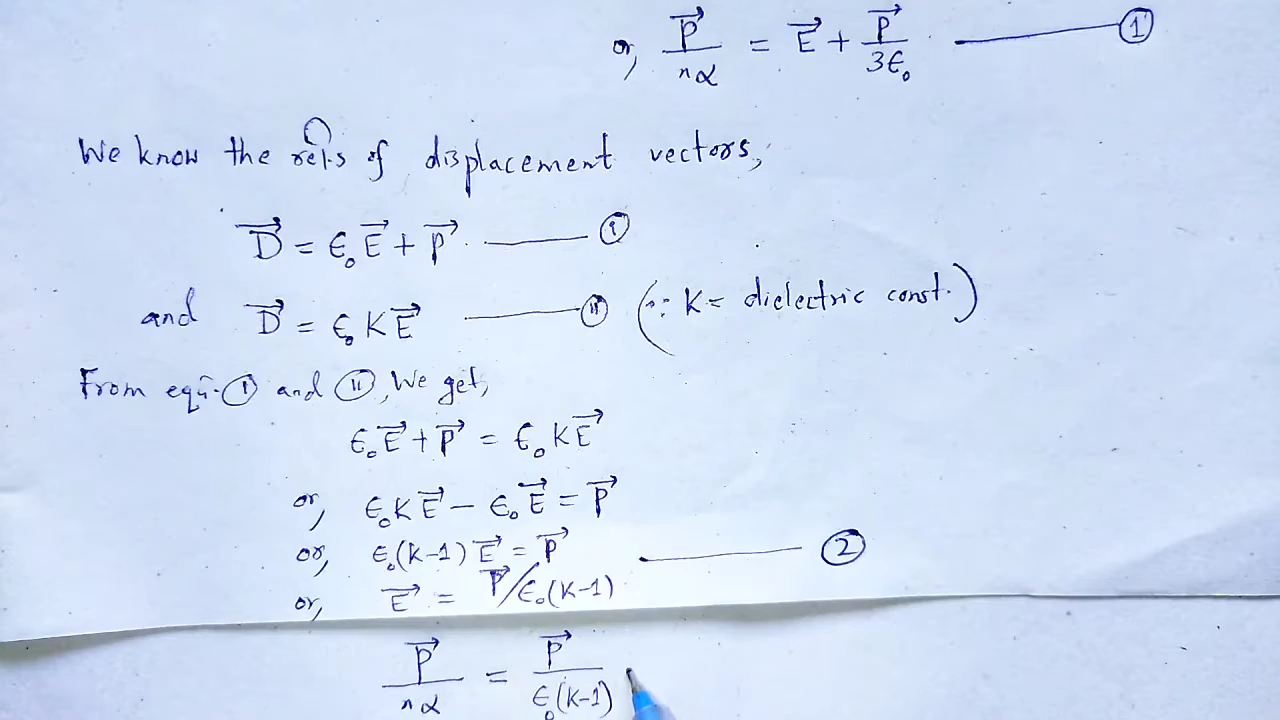 or, P⃗/nα = E⃗ + P⃗/3ϵ₀ —— ①
We know the reln.s of displacement vectors,
D⃗ = ϵ₀E⃗ + P⃗ —— (i)
and D⃗ = ϵ₀KE⃗ —— (ii) (∵ K = dielectric const.)
From eqn. (i) and (ii), We get,
ϵ₀E⃗ + P⃗ = ϵ₀KE⃗
or, ϵ₀KE⃗ − ϵ₀E⃗ = P⃗
or, ϵ₀(K−1)E⃗ = P⃗ —— ②
or, E⃗ = P⃗/ϵ₀(K−1)
P⃗/nα = P⃗/ϵ₀(K−1)